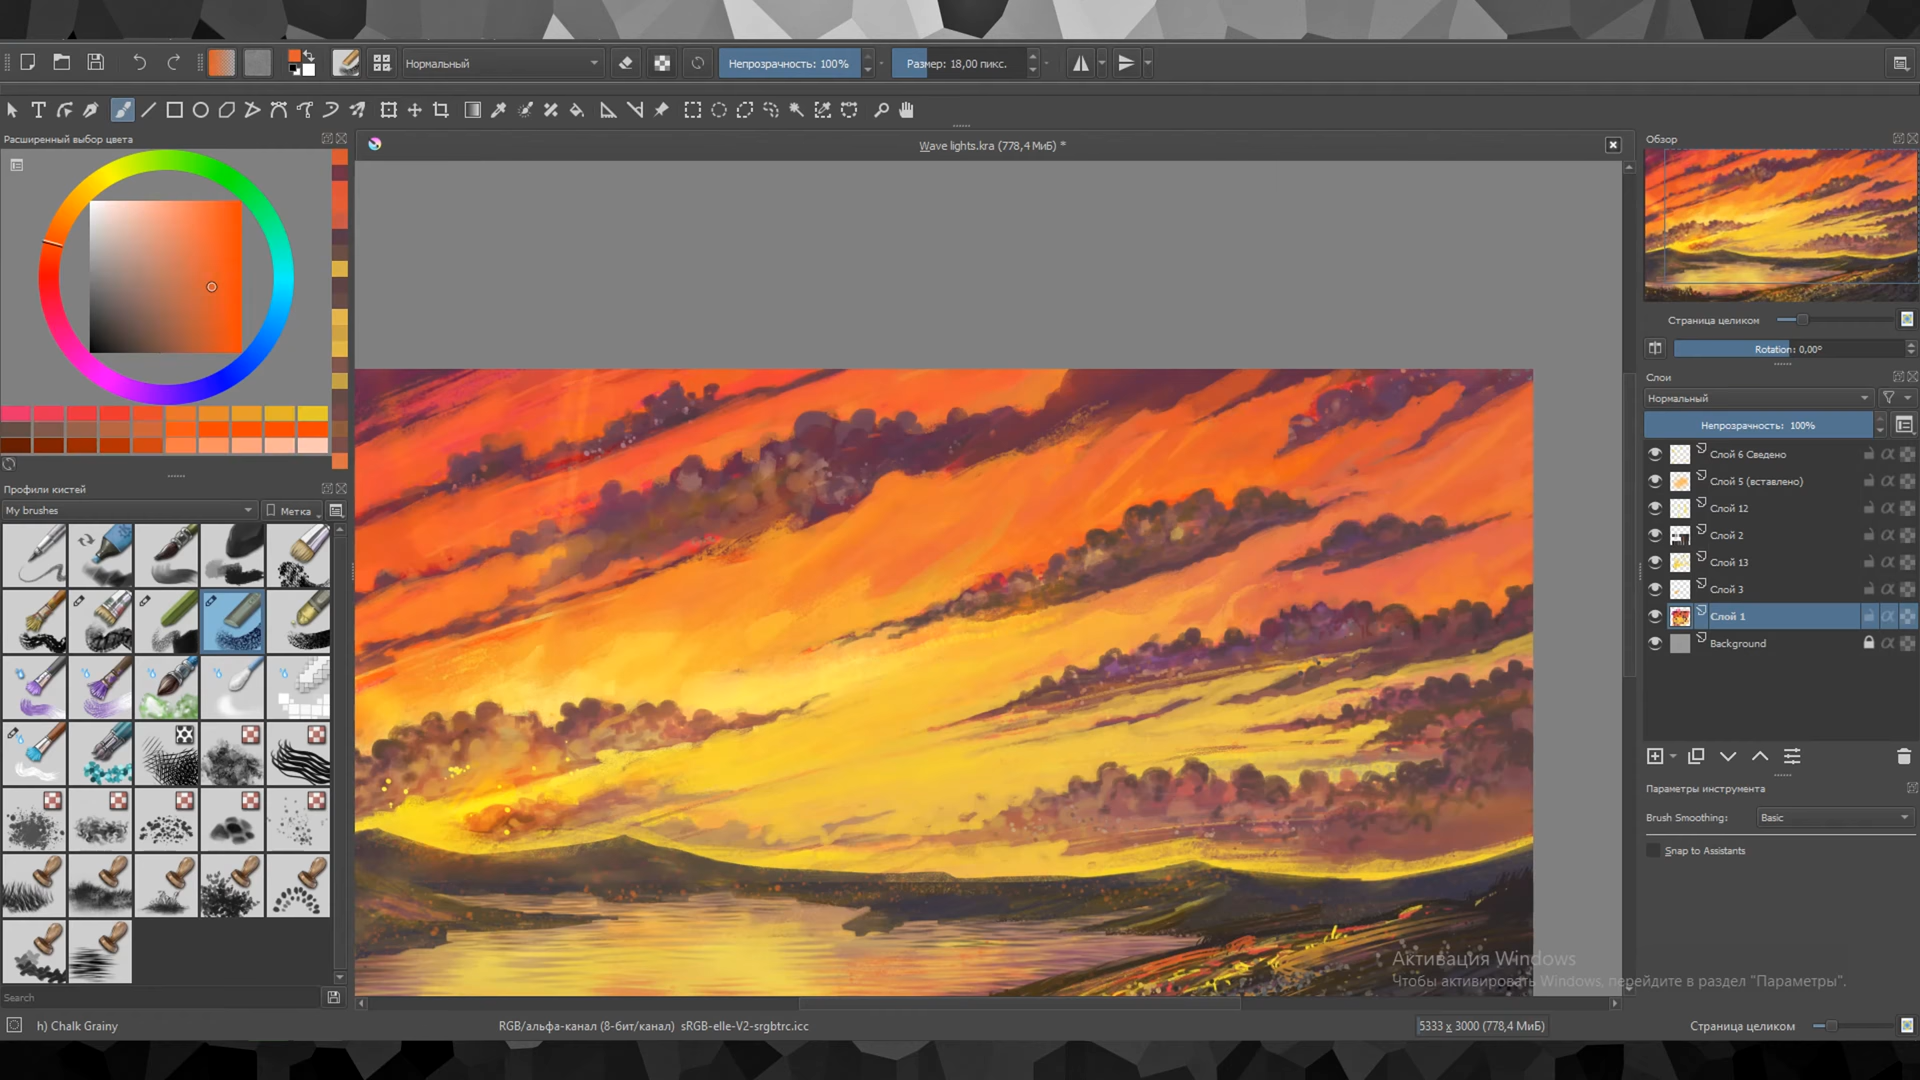 Нормальный
Непрозрачность: 100%
Размер: 18,00 пикс.
Расширенный выбор цвета
Wave lights.kra (778,4 МиБ) *
Обзор
Страница целиком
Rotation: 0,00°
Слои
Нормальный
Непрозрачность: 100%
Слой 6 Сведено
Слой 5 (вставлено)
Слой 12
Слой 2
Слой 13
Слой 3
Слой 1
Background
Профили кистей
My brushes
Метка
Параметры инструмента
Brush Smoothing:
Basic
Snap to Assistants
Активация Windows
Чтобы активировать Windows, перейдите в раздел "Параметры".
Search
h) Chalk Grainy
RGB/альфа-канал (8-бит/канал) sRGB-elle-V2-srgbtrc.icc
5333 x 3000 (778,4 МиБ)
Страница целиком